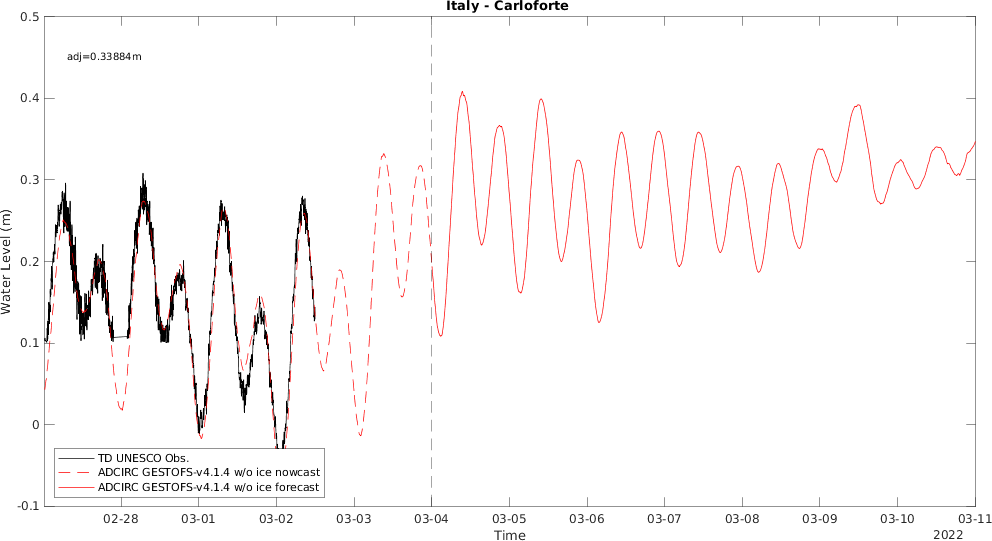 Italy - Carloforte
adj=0.33884m
Water Level (m)
0.5
0.4
0.3
0.2
0.1
0
-0.1
TD UNESCO Obs.
ADCIRC GESTOFS-v4.1.4 w/o ice nowcast
ADCIRC GESTOFS-v4.1.4 w/o ice forecast
02-28 03-01 03-02 03-03 03-04 03-05 03-06 03-07 03-08 03-09 03-10 03-11
Time
2022